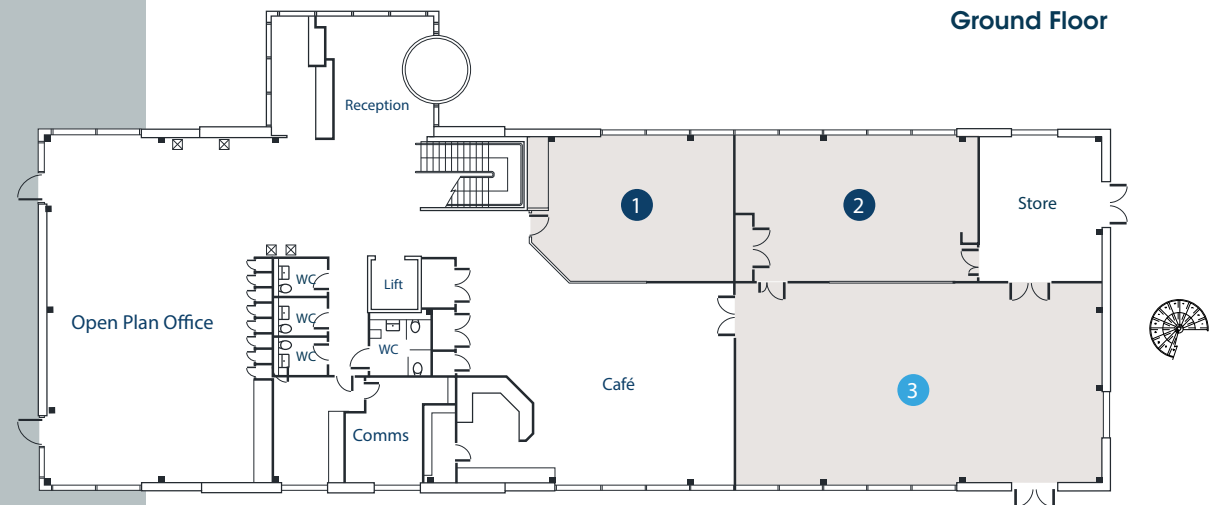 Ground Floor
Reception
1
2
Store
WC
Lift
WC
Open Plan Office
WC
WC
Café
3
Comms